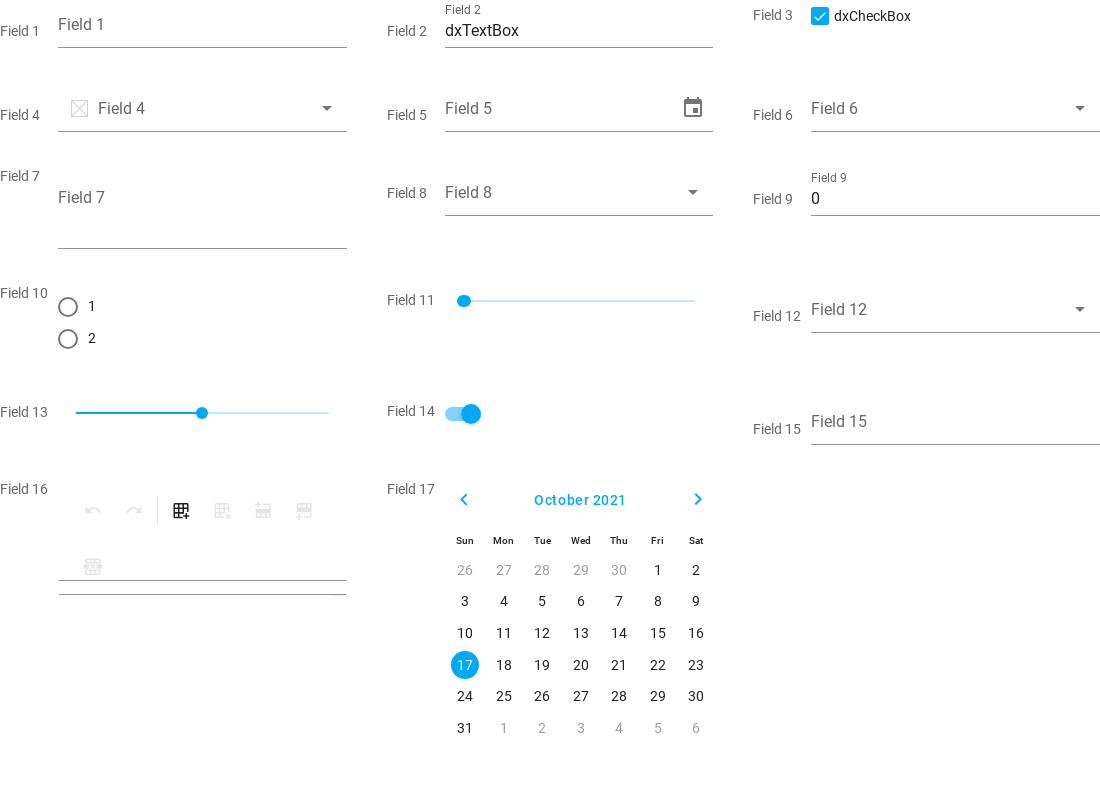 Field 1 Field 1
Field 2 Field 2 dxTextBox
Field 3 dxCheckBox
Field 4 Field 4
Field 5 Field 5
Field 6 Field 6
Field 7 Field 7
Field 8 Field 8
Field 9 Field 9 0
Field 10
1
2
Field 11
Field 12 Field 12
Field 13
Field 14
Field 15 Field 15
Field 16
Field 17
October 2021
Sun Mon Tue Wed Thu Fri Sat
26 27 28 29 30 1 2
3 4 5 6 7 8 9
10 11 12 13 14 15 16
17 18 19 20 21 22 23
24 25 26 27 28 29 30
31 1 2 3 4 5 6